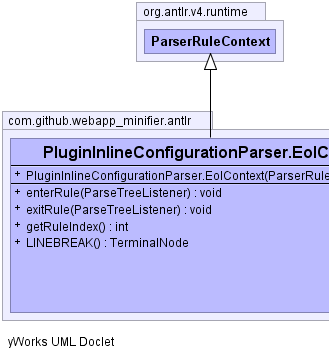 org.antlr.v4.runtime
ParserRuleContext
com.github.webapp_minifier.antlr
PluginInlineConfigurationParser.EolC
+ PluginInlineConfigurationParser.EolContext(ParserRule
+ enterRule(ParseTreeListener) : void
+ exitRule(ParseTreeListener) : void
+ getRuleIndex() : int
+ LINEBREAK() : TerminalNode
yWorks UML Doclet